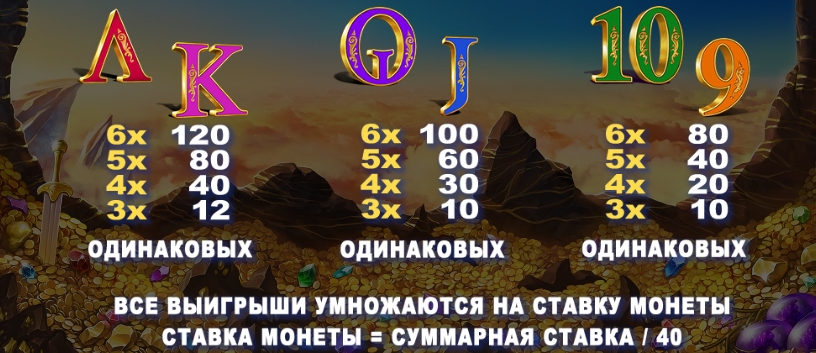 A K Q J 10 9
6x 120 6x 100 6x 80
5x 80 5x 60 5x 40
4x 40 4x 30 4x 20
3x 12 3x 10 3x 10
ОДИНАКОВЫХ ОДИНАКОВЫХ ОДИНАКОВЫХ
ВСЕ ВЫИГРЫШИ УМНОЖАЮТСЯ НА СТАВКУ МОНЕТЫ
СТАВКА МОНЕТЫ = СУММАРНАЯ СТАВКА / 40